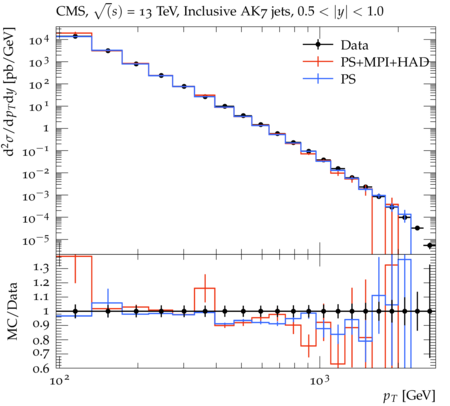 CMS, √(s) = 13 TeV, Inclusive AK7 jets, 0.5 < |y| < 1.0
d²σ/dp_T dy [pb/GeV]
10⁴
10³
10²
10¹
1
10⁻¹
10⁻²
10⁻³
10⁻⁴
10⁻⁵
Data
PS+MPI+HAD
PS
MC/Data
1.3
1.2
1.1
1
0.9
0.8
0.7
0.6
10²
10³
p_T [GeV]